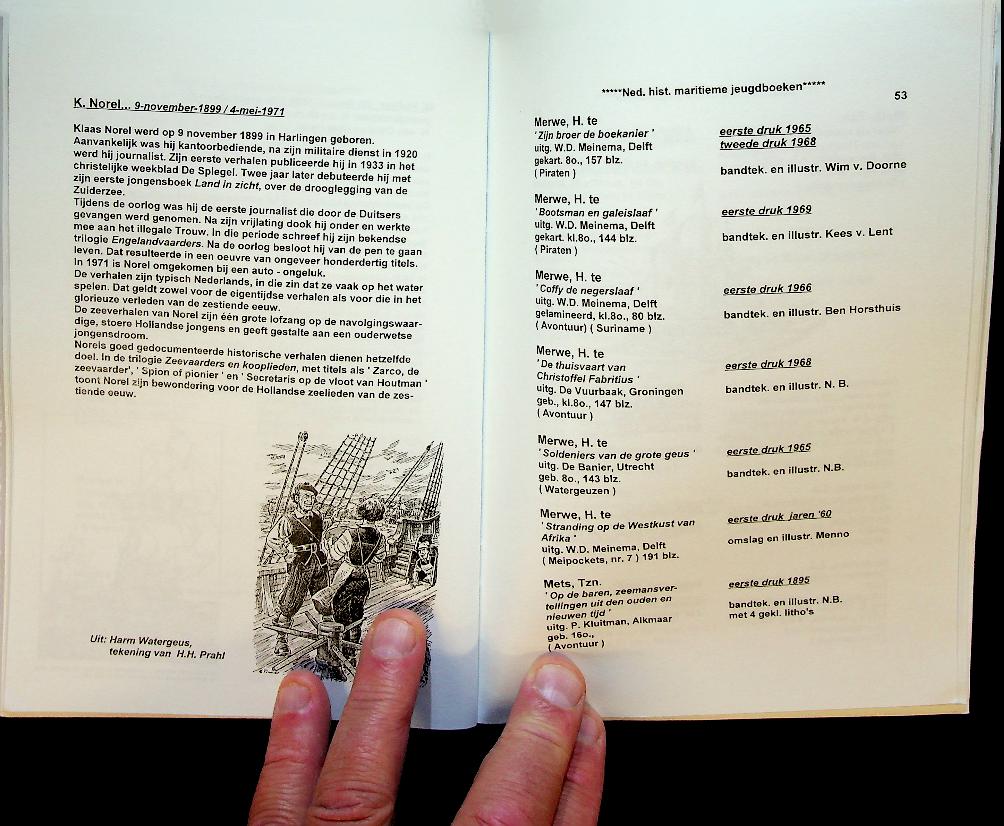 K. Norel... 9-november-1899 / 4-mei-1971
Klaas Norel werd op 9 november 1899 in Harlingen geboren.
Aanvankelijk was hij kantoorbediende, na zijn militaire dienst in 1920
werd hij journalist. Zijn eerste verhalen publiceerde hij in 1933 in het
christelijke weekblad De Spiegel. Twee jaar later debuteerde hij met
zijn eerste jongensboek Land in zicht, over de drooglegging van de
Zuiderzee.
Tijdens de oorlog was hij de eerste journalist die door de Duitsers
gevangen werd genomen. Na zijn vrijlating dook hij onder en werkte
mee aan het illegale Trouw. In die periode schreef hij zijn bekendse
trilogie Engelandvaarders. Na de oorlog besloot hij van de pen te gaan
leven. Dat resulteerde in een oeuvre van ongeveer honderdertig titels.
In 1971 is Norel omgekomen bij een auto - ongeluk.
De verhalen zijn typisch Nederlands, in die zin dat ze vaak op het water
spelen. Dat geldt zowel voor de eigentijdse verhalen als voor die in het
glorieuze verleden van de zestiende eeuw.
De zeeverhalen van Norel zijn één grote lofzang op de navolgingswaar-
dige, stoere Hollandse jongens en geeft gestalte aan een ouderwetse
jongensdroom.
Norels goed gedocumenteerde historische verhalen dienen hetzelfde
doel. In de trilogie Zeevaarders en kooplieden, met titels als ' Zarco, de
zeevaarder', ' Spion of pionier ' en ' Secretaris op de vloot van Houtman '
toont Norel zijn bewondering voor de Hollandse zeelieden van de zes-
tiende eeuw.
Uit: Harm Watergeus,
tekening van H.H. Prahl
*****Ned. hist. maritieme jeugdboeken*****
53
Merwe, H. te
'Zijn broer de boekanier ' eerste druk 1965
uitg. W.D. Meinema, Delft tweede druk 1968
gekart. 8o., 157 blz.
( Piraten ) bandtek. en illustr. Wim v. Doorne
Merwe, H. te
'Bootsman en galeislaaf ' eerste druk 1969
uitg. W.D. Meinema, Delft
gekart. kl.8o., 144 blz. bandtek. en illustr. Kees v. Lent
( Piraten )
Merwe, H. te
'Coffy de negerslaaf ' eerste druk 1966
uitg. W.D. Meinema, Delft
gelamineerd, kl.8o., 80 blz. bandtek. en illustr. Ben Horsthuis
( Avontuur) ( Suriname )
Merwe, H. te
'De thuisvaart van eerste druk 1968
Christoffel Fabritius '
uitg. De Vuurbaak, Groningen bandtek. en illustr. N. B.
geb., kl.8o., 147 blz.
( Avontuur )
Merwe, H. te
'Soldeniers van de grote geus ' eerste druk 1965
uitg. De Banier, Utrecht
geb. 8o., 143 blz. bandtek. en illustr. N.B.
( Watergeuzen )
Merwe, H. te
'Stranding op de Westkust van eerste druk jaren '60
Afrika '
uitg. W.D. Meinema, Delft omslag en illustr. Menno
( Meipockets, nr. 7 ) 191 blz.
Mets, Tzn.
'Op de baren, zeemansver- eerste druk 1895
tellingen uit den ouden en
nieuwen tijd ' bandtek. en illustr. N.B.
uitg. P. Kluitman, Alkmaar met 4 gekl. litho's
geb. 16o.,
( Avontuur )